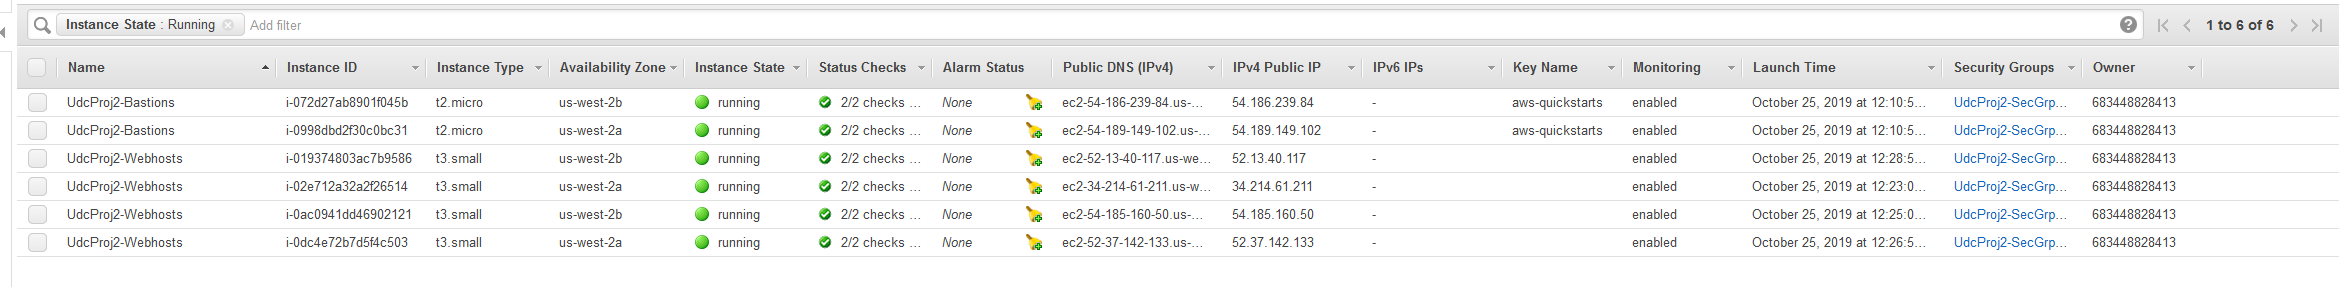 Instance State : Running Add filter 1 to 6 of 6
Name Instance ID Instance Type Availability Zone Instance State Status Checks Alarm Status Public DNS (IPv4) IPv4 Public IP IPv6 IPs Key Name Monitoring Launch Time Security Groups Owner
UdcProj2-Bastions i-072d27ab8901f045b t2.micro us-west-2b running 2/2 checks ... None ec2-54-186-239-84.us-... 54.186.239.84 - aws-quickstarts enabled October 25, 2019 at 12:10:5... UdcProj2-SecGrp... 683448828413
UdcProj2-Bastions i-0998dbd2f30c0bc31 t2.micro us-west-2a running 2/2 checks ... None ec2-54-189-149-102.us-... 54.189.149.102 - aws-quickstarts enabled October 25, 2019 at 12:10:5... UdcProj2-SecGrp... 683448828413
UdcProj2-Webhosts i-019374803ac7b9586 t3.small us-west-2b running 2/2 checks ... None ec2-52-13-40-117.us-we... 52.13.40.117 - enabled October 25, 2019 at 12:28:5... UdcProj2-SecGrp... 683448828413
UdcProj2-Webhosts i-02e712a32a2f26514 t3.small us-west-2a running 2/2 checks ... None ec2-34-214-61-211.us-w... 34.214.61.211 - enabled October 25, 2019 at 12:23:0... UdcProj2-SecGrp... 683448828413
UdcProj2-Webhosts i-0ac0941dd46902121 t3.small us-west-2b running 2/2 checks ... None ec2-54-185-160-50.us-... 54.185.160.50 - enabled October 25, 2019 at 12:25:0... UdcProj2-SecGrp... 683448828413
UdcProj2-Webhosts i-0dc4e72b7d5f4c503 t3.small us-west-2a running 2/2 checks ... None ec2-52-37-142-133.us-... 52.37.142.133 - enabled October 25, 2019 at 12:26:5... UdcProj2-SecGrp... 683448828413